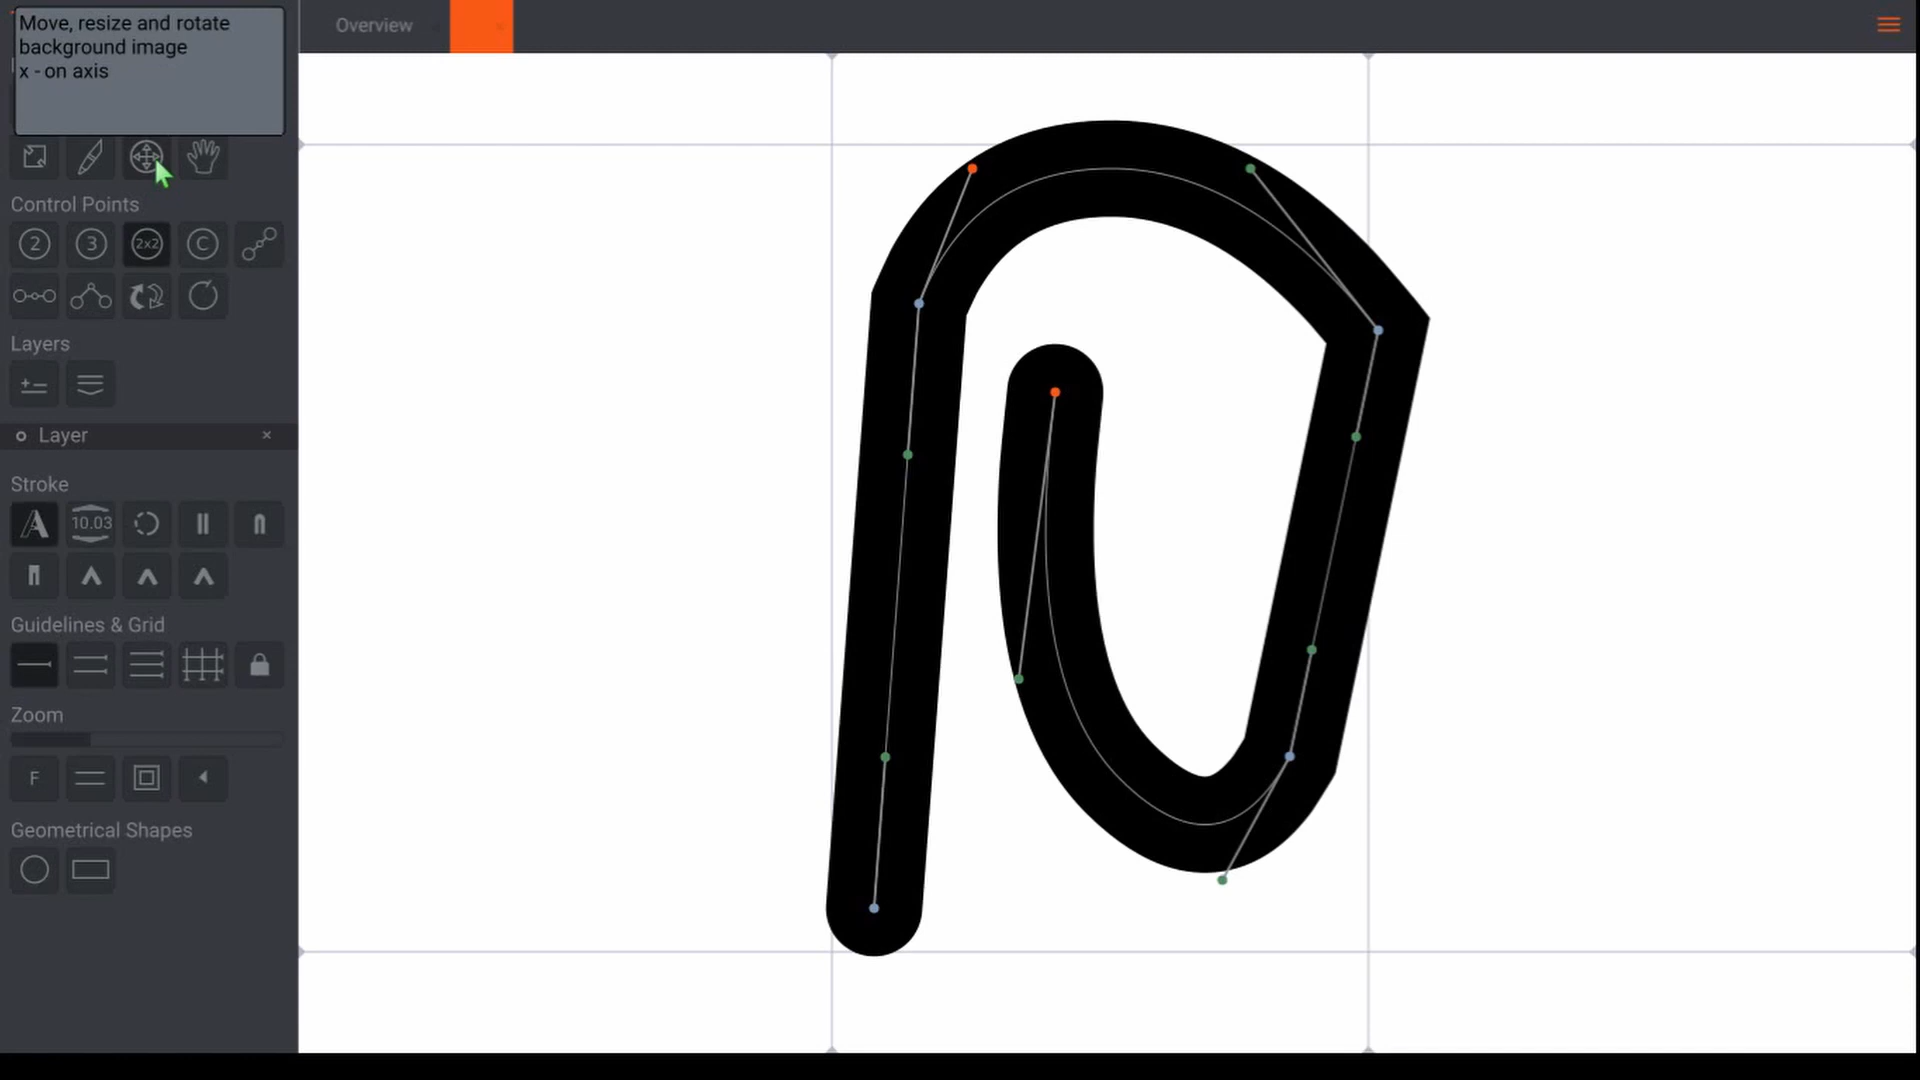 Move, resize and rotate
background image
x - on axis
Overview
Control Points
2
3
2x2
C
Layers
Layer
Stroke
A
10.03
Guidelines & Grid
Zoom
F
Geometrical Shapes